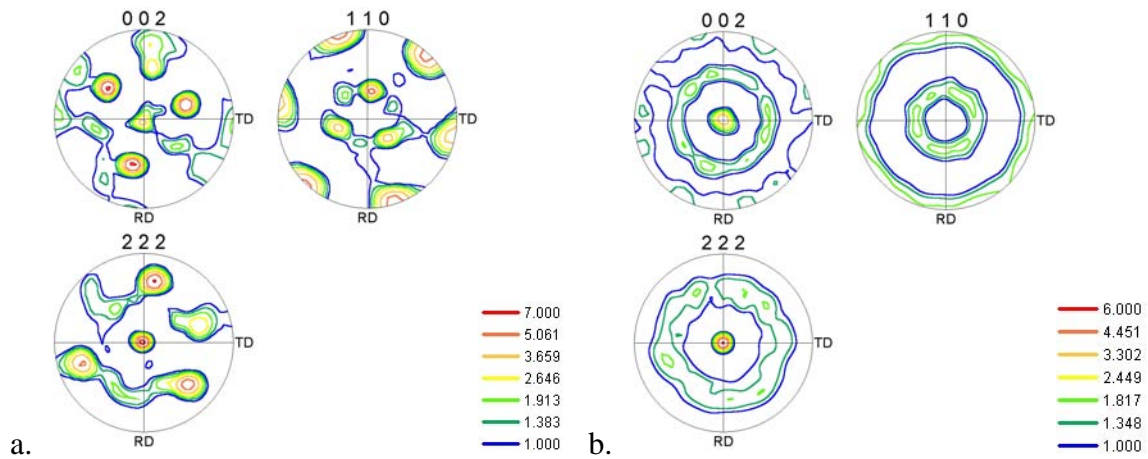 0 0 2
1 1 0
TD
TD
RD
RD
2 2 2
TD
RD
7.000
5.061
3.659
2.646
1.913
1.383
1.000
a.
0 0 2
1 1 0
TD
TD
RD
RD
2 2 2
TD
RD
6.000
4.451
3.302
2.449
1.817
1.348
1.000
b.